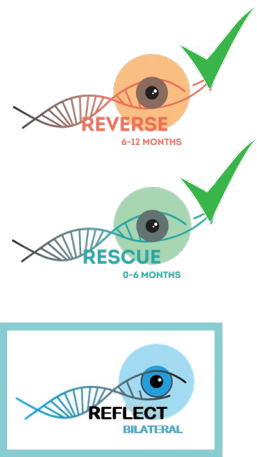 REVERSE
6-12 MONTHS
RESCUE
0-6 MONTHS
REFLECT
BILATERAL